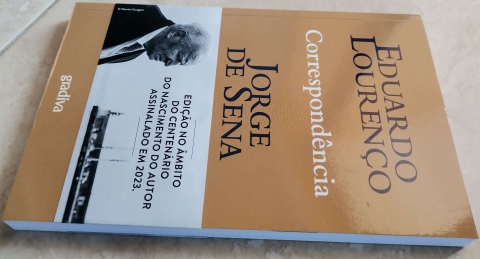 EDUARDO
LOURENÇO
Correspondência
JORGE
DE SENA
EDIÇÃO NO ÂMBITO
DO CENTENÁRIO
DO NASCIMENTO DO AUTOR
ASSINALADO EM 2023.
gradiva